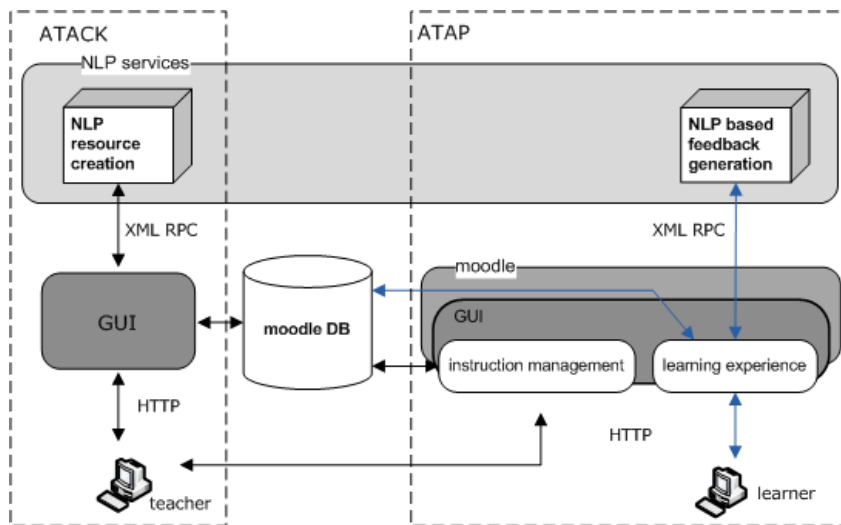 ATACK
ATAP
NLP services
NLP
resource
creation
NLP based
feedback
generation
XML RPC
XML RPC
moodle
GUI
moodle DB
GUI
instruction management
learning experience
HTTP
HTTP
teacher
learner